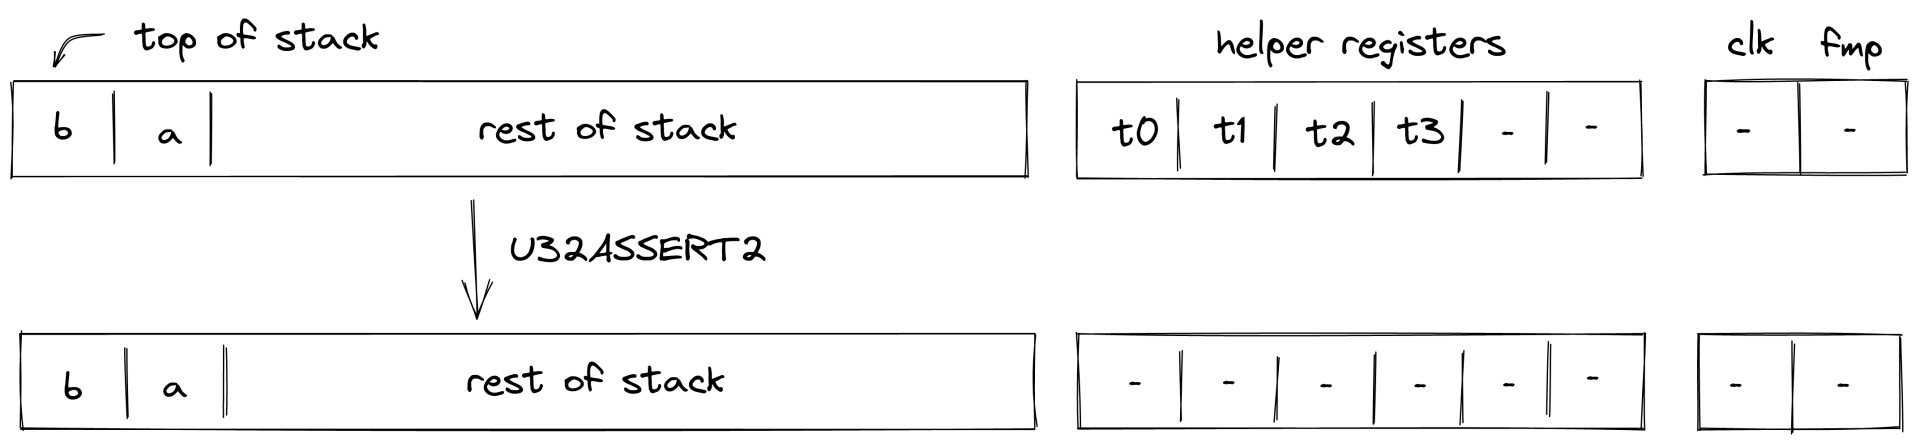 top of stack helper registers clk fmp
b a rest of stack t0 t1 t2 t3 - - - -
U32ASSERT2
b a rest of stack - - - - - - - -